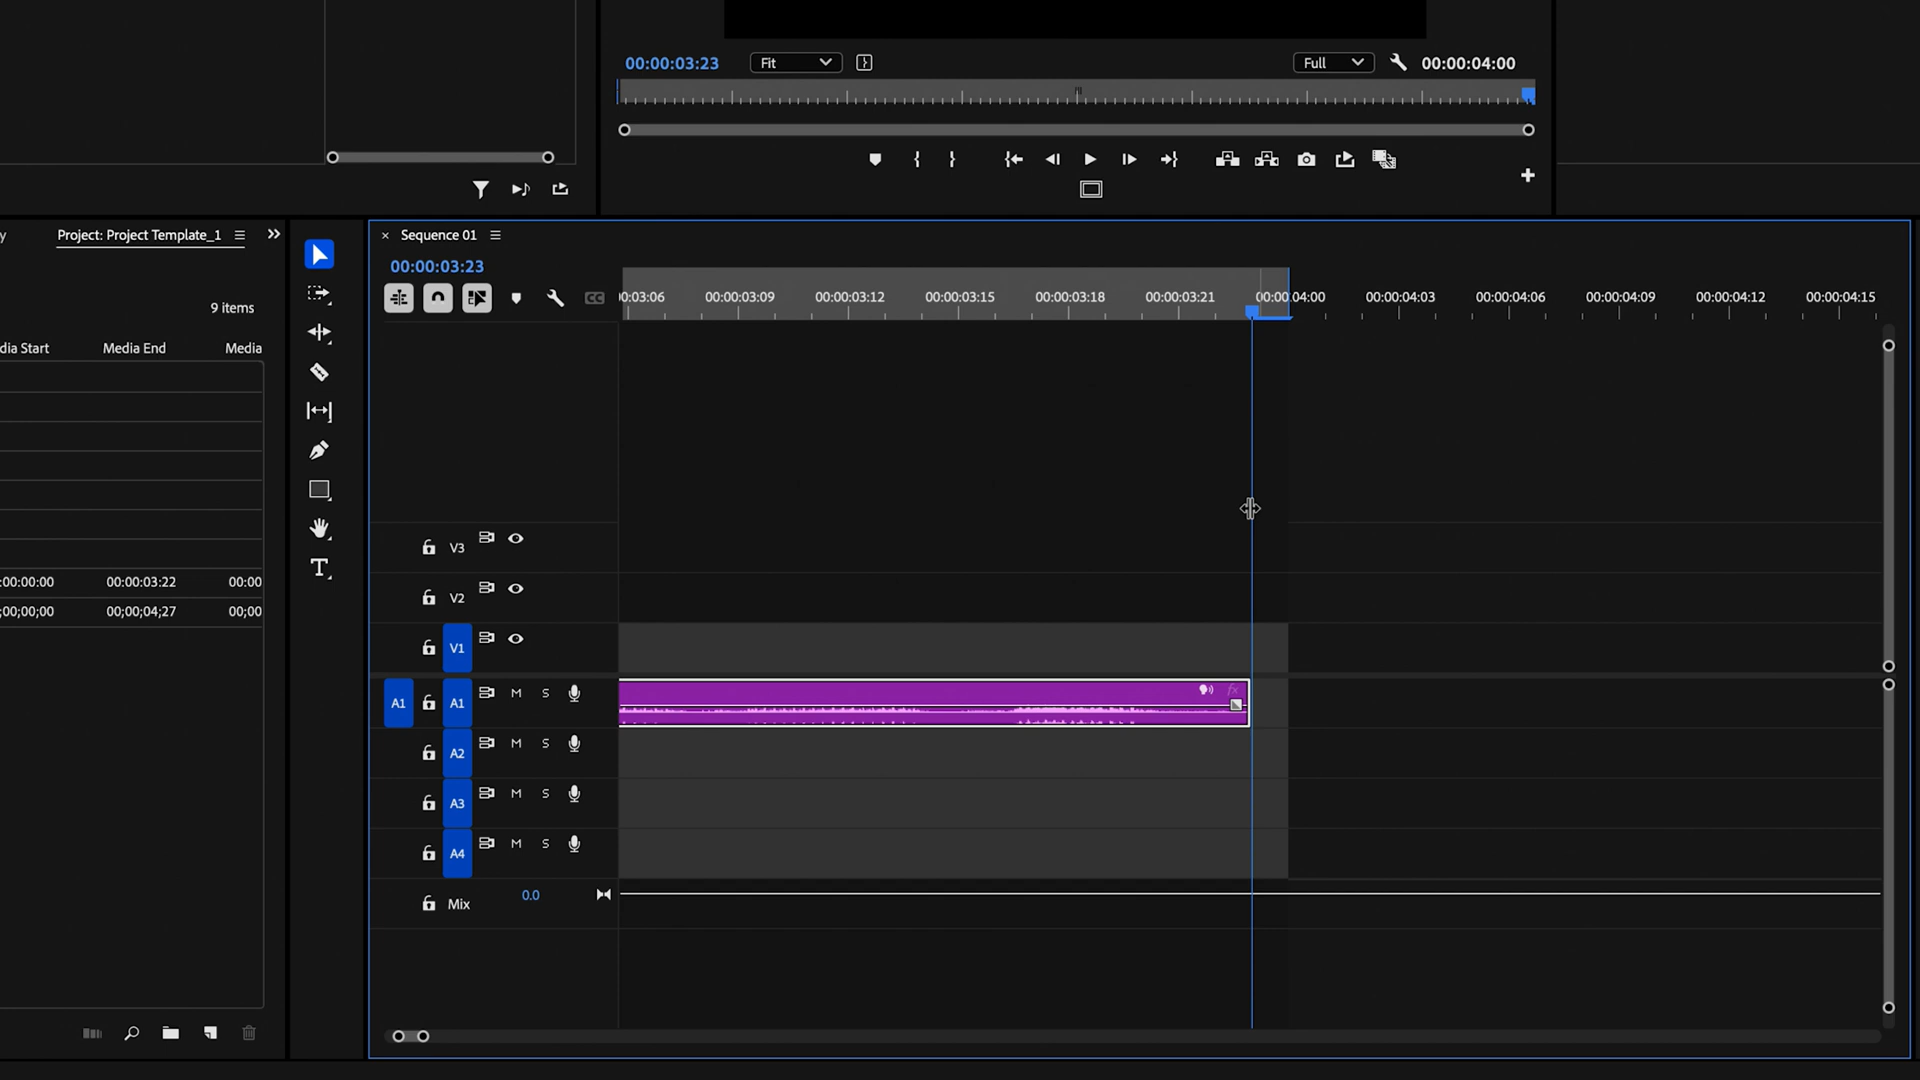 00:00:03:23 Fit Full 00:00:04:00
y Project: Project Template_1
Sequence 01
00:00:03:23
9 items
0:03:06 00:00:03:09 00:00:03:12 00:00:03:15 00:00:03:18 00:00:03:21 00:00:04:00 00:00:04:03 00:00:04:06 00:00:04:09 00:00:04:12 00:00:04:15
CC
dia Start Media End Media
V3
V2
:00:00:00 00:00:03:22 00:00
;00;00;00 00;00;04;27 00;00
V1
A1 A1 M S
fx
A2 M S
A3 M S
A4 M S
Mix 0.0